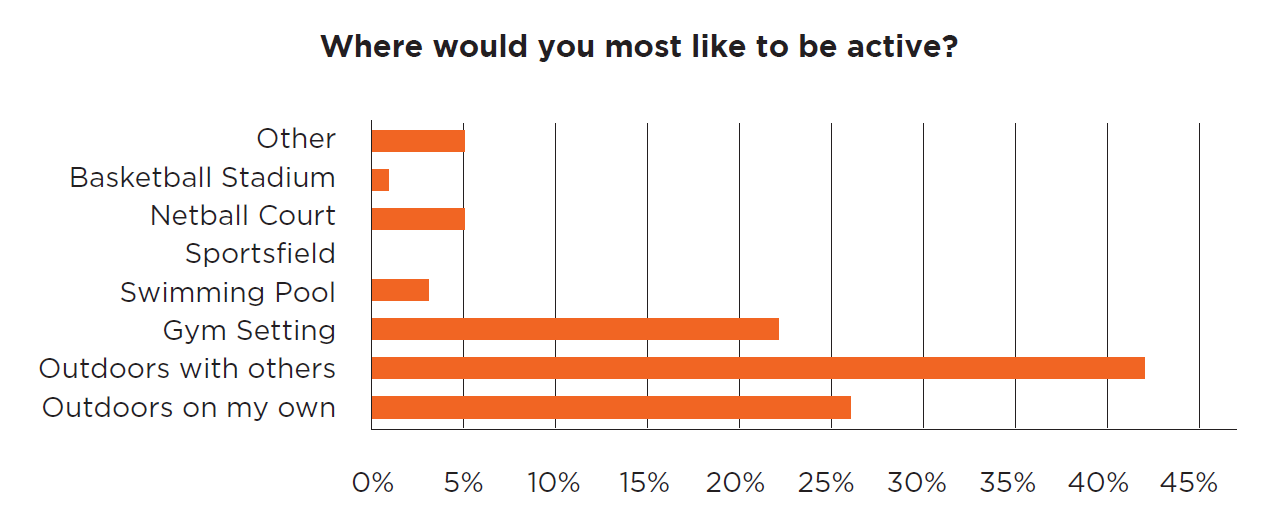 Where would you most like to be active?
Other
Basketball Stadium
Netball Court
Sportsfield
Swimming Pool
Gym Setting
Outdoors with others
Outdoors on my own
0% 5% 10% 15% 20% 25% 30% 35% 40% 45%